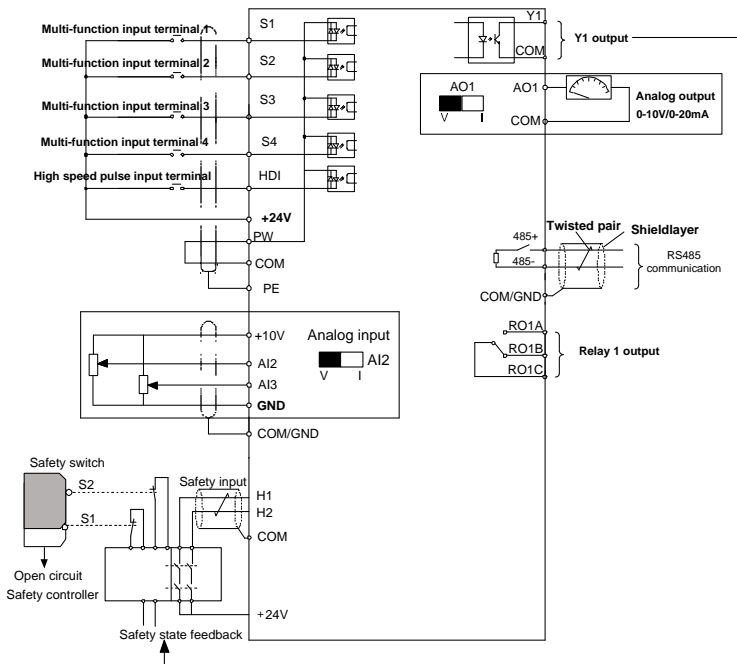 Multi-function input terminal 1
S1
Multi-function input terminal 2
S2
Multi-function input terminal 3
S3
Multi-function input terminal 4
S4
High speed pulse input terminal
HDI
+24V
PW
COM
PE
Y1
COM
Y1 output
AO1
V
I
AO1
COM
Analog output
0-10V/0-20mA
Twisted pair
Shieldlayer
485+
485-
COM/GND
RS485
communication
RO1A
RO1B
RO1C
Relay 1 output
+10V
AI2
AI3
GND
Analog input
AI2
V
I
COM/GND
Safety switch
S2
S1
Open circuit
Safety controller
Safety input
H1
H2
COM
+24V
Safety state feedback